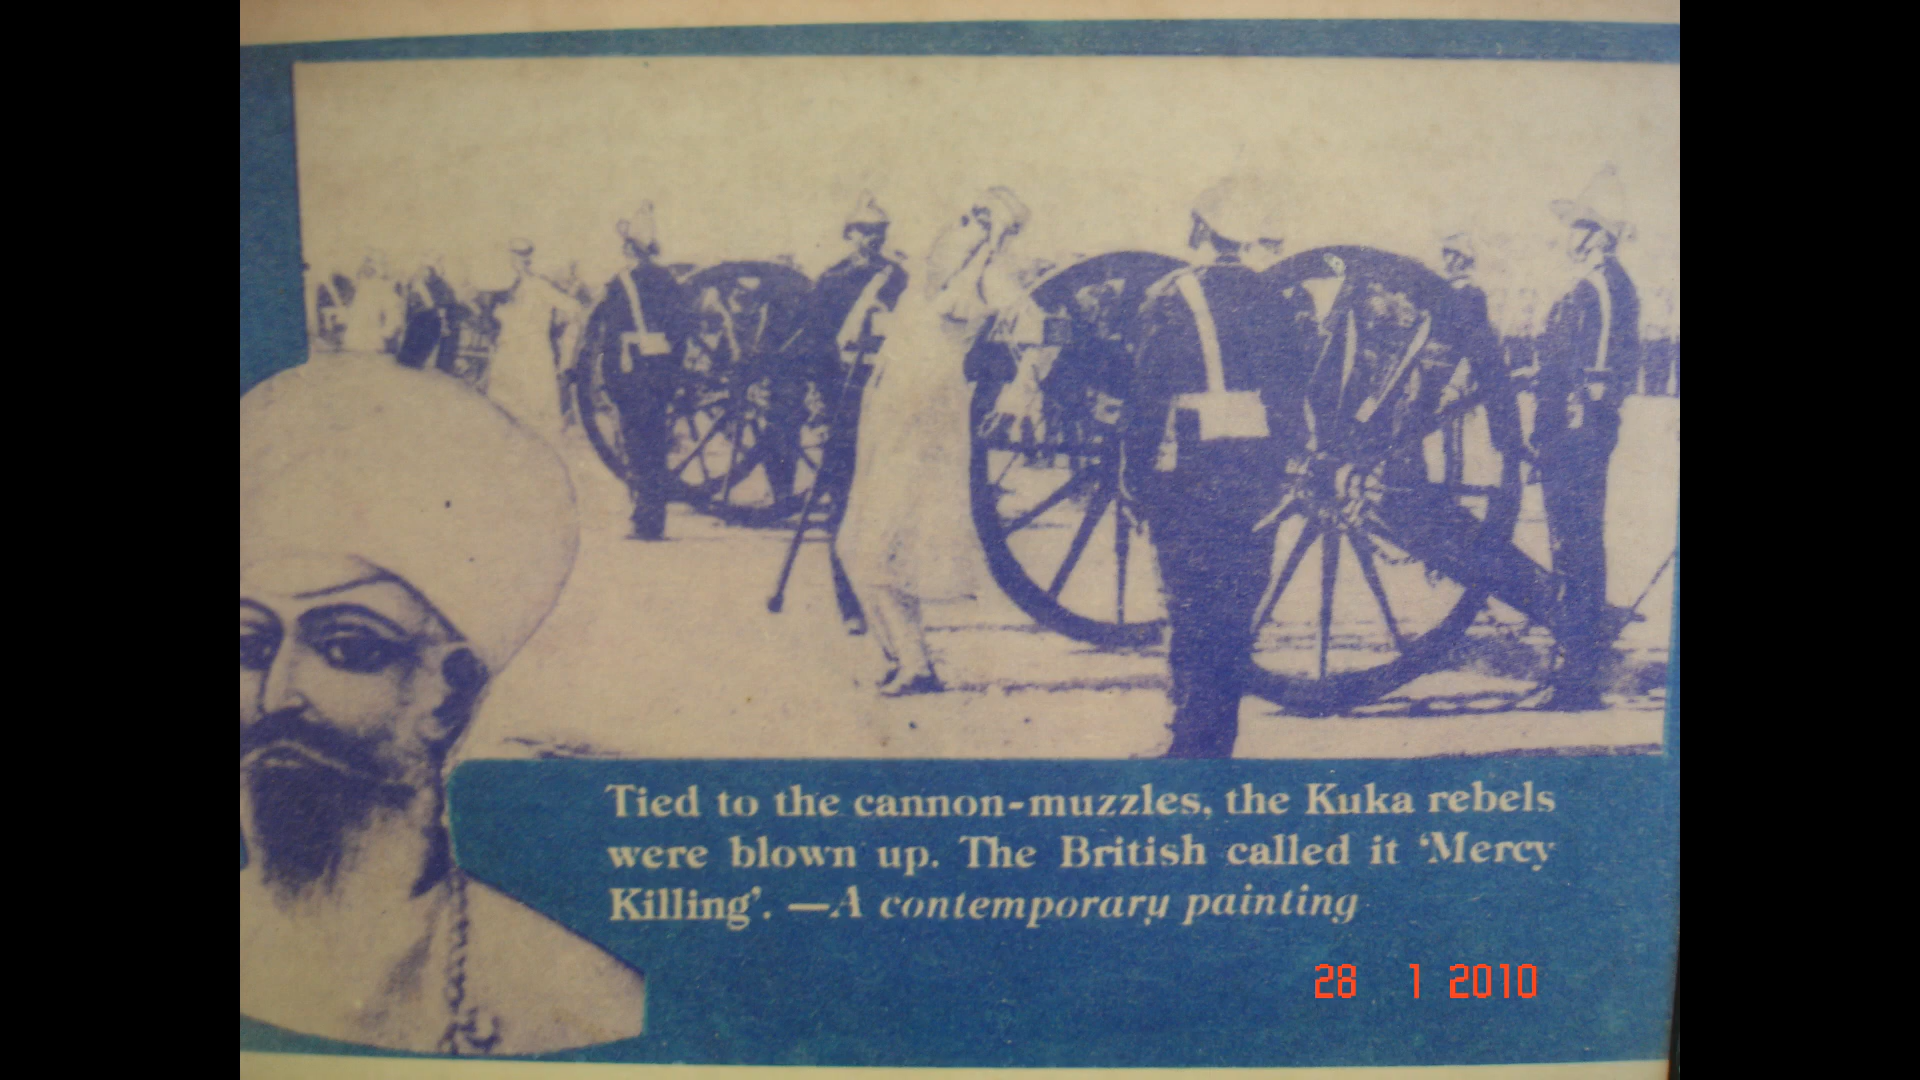 Tied to the cannon-muzzles, the Kuka rebels
were blown up. The British called it ‘Mercy
Killing’. —A contemporary painting
28 1 2010